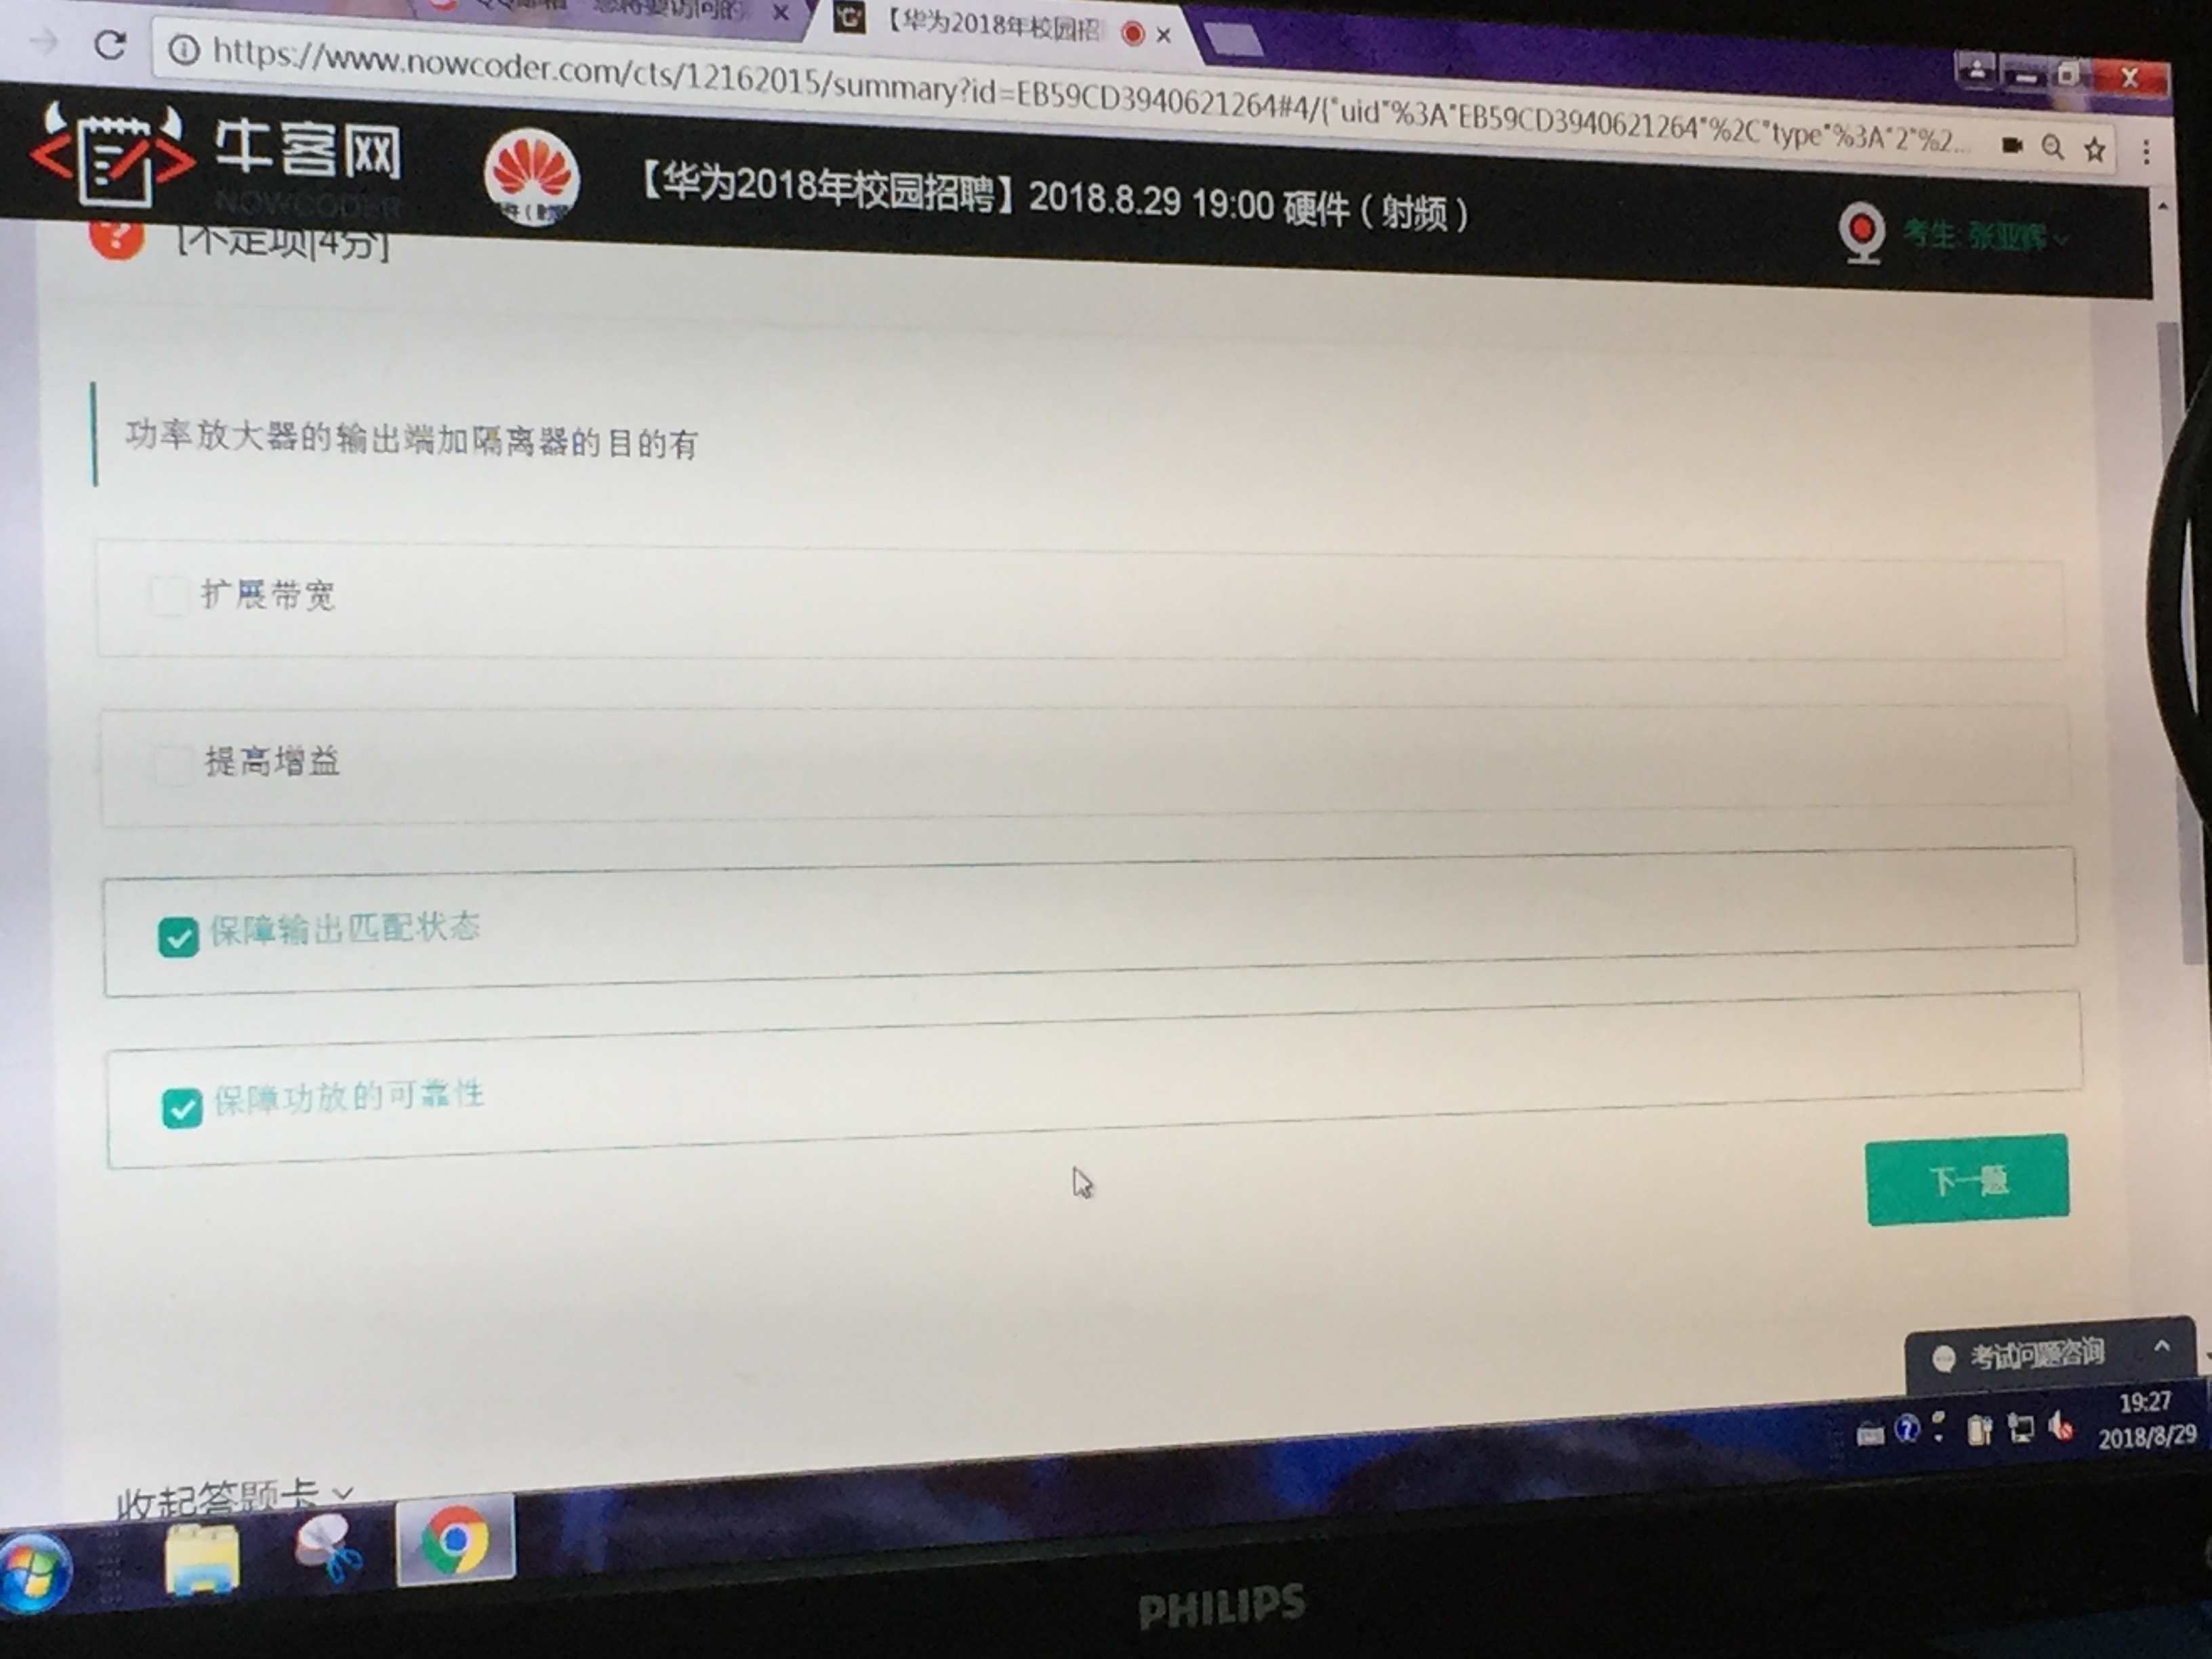 【华为2018年校园招
https://www.nowcoder.com/cts/12162015/summary?id=EB59CD3940621264#4/{"uid"%3A"EB59CD3940621264"%2C"type"%3A"2"%2...
牛客网
NOWCODER
【华为2018年校园招聘】2018.8.29 19:00 硬件（射频）
考生: 张亚辉
[不定项|4分]
功率放大器的输出端加隔离器的目的有
扩展带宽
提高增益
保障输出匹配状态
保障功放的可靠性
下一题
考试问题咨询
收起答题卡
19:27
2018/8/29
PHILIPS